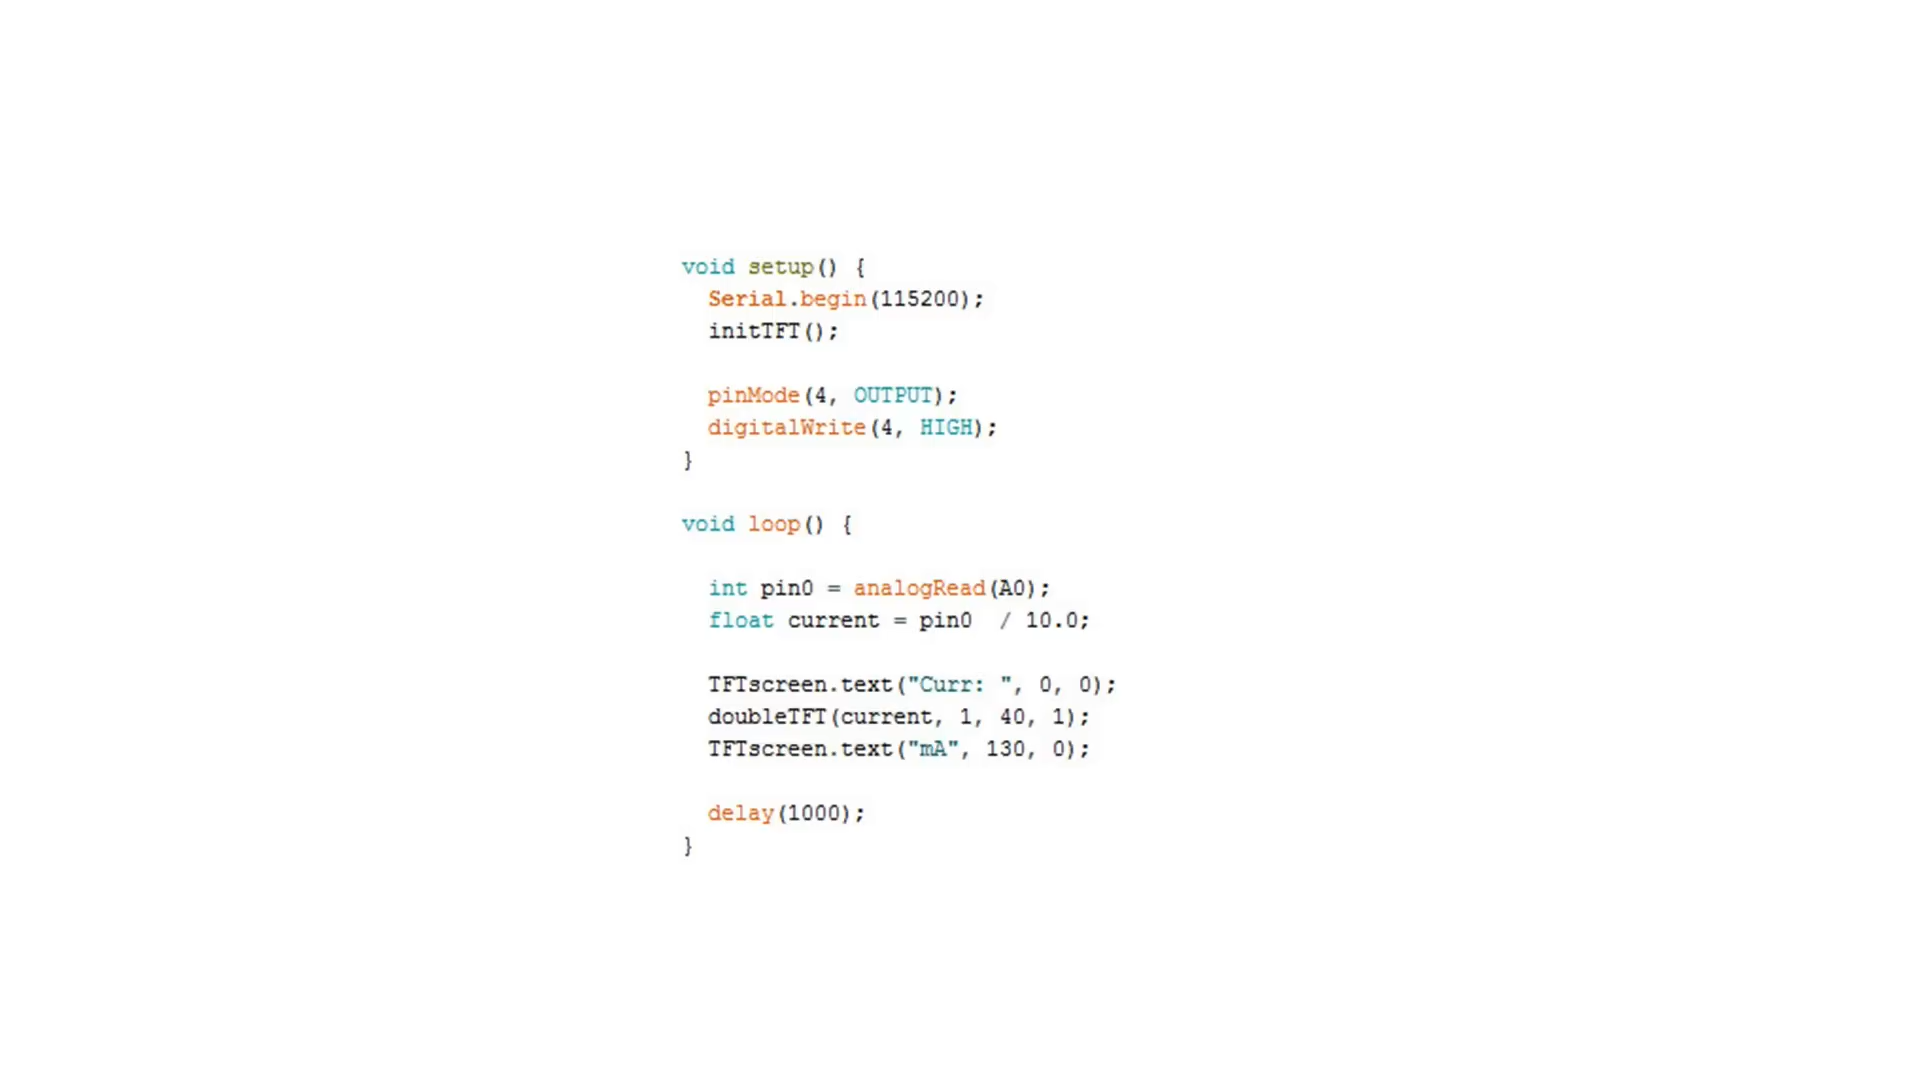 void setup() {
  Serial.begin(115200);
  initTFT();

  pinMode(4, OUTPUT);
  digitalWrite(4, HIGH);
}

void loop() {

  int pin0 = analogRead(A0);
  float current = pin0  / 10.0;

  TFTscreen.text("Curr: ", 0, 0);
  doubleTFT(current, 1, 40, 1);
  TFTscreen.text("mA", 130, 0);

  delay(1000);
}